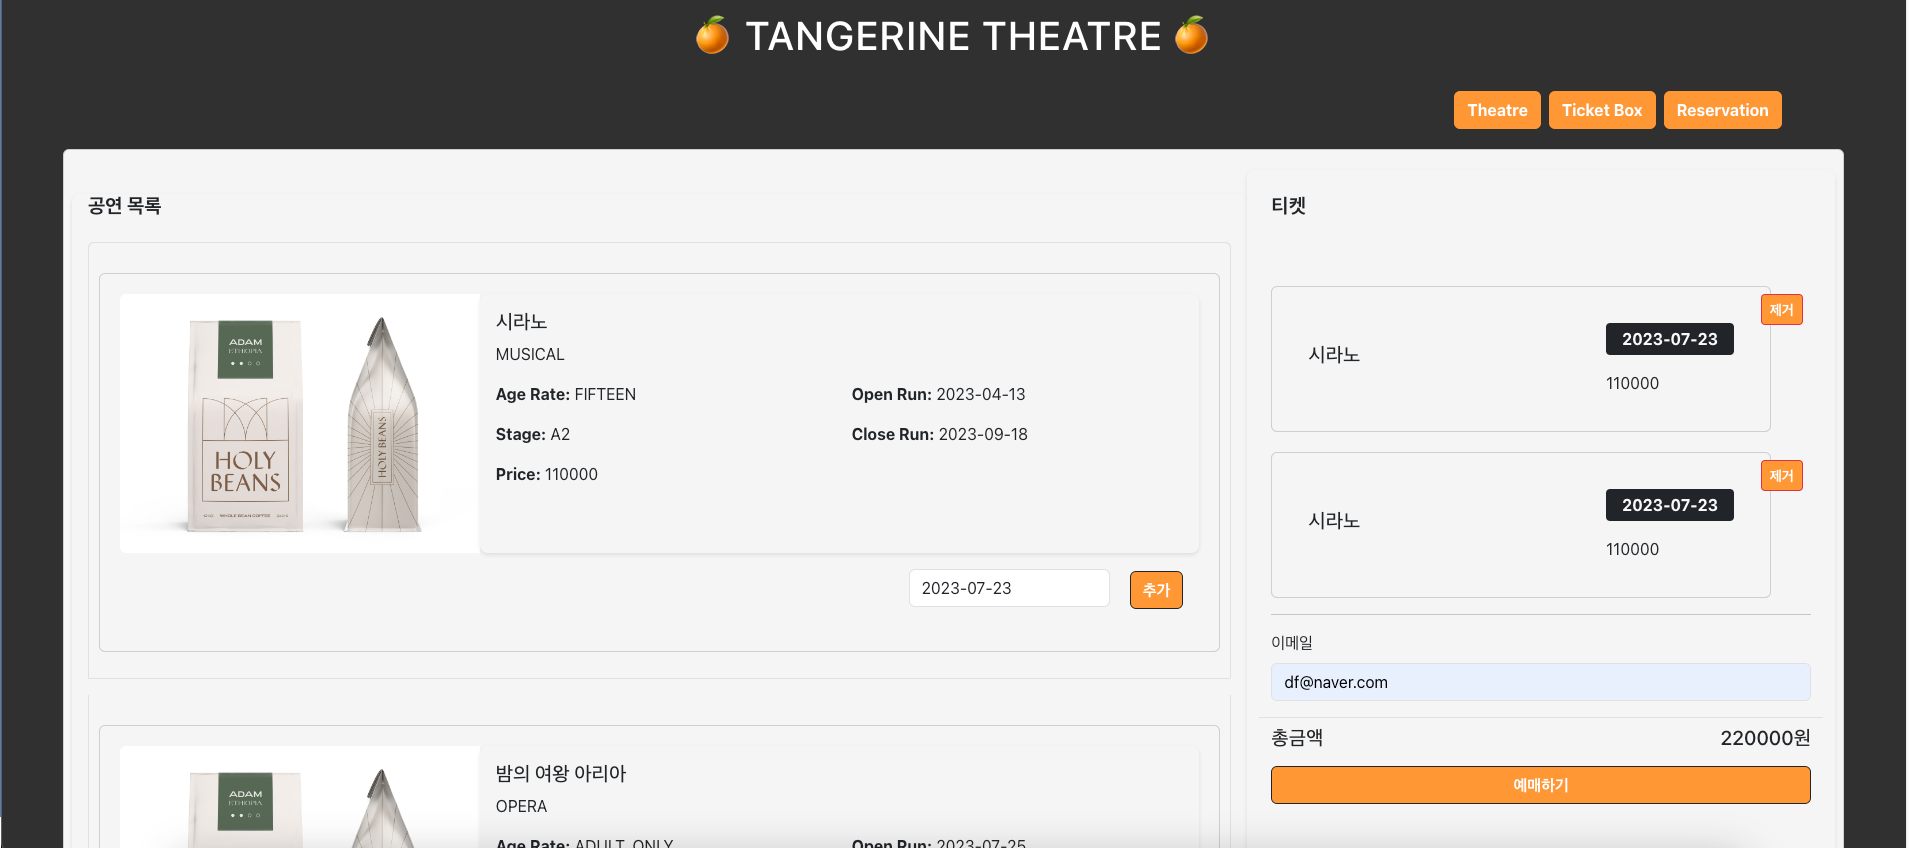 TANGERINE THEATRE
Theatre Ticket Box Reservation
공연 목록
ADAM
ETHIOPIA
HOLY
BEANS
WHOLE BEAN COFFEE
HOLY BEANS
시라노
MUSICAL
Age Rate: FIFTEEN
Open Run: 2023-04-13
Stage: A2
Close Run: 2023-09-18
Price: 110000
2023-07-23
추가
ADAM
ETHIOPIA
밤의 여왕 아리아
OPERA
Age Rate: ADULT_ONLY
Open Run: 2023-07-25
티켓
제거
시라노
2023-07-23
110000
제거
시라노
2023-07-23
110000
이메일
df@naver.com
총금액 220000원
예매하기